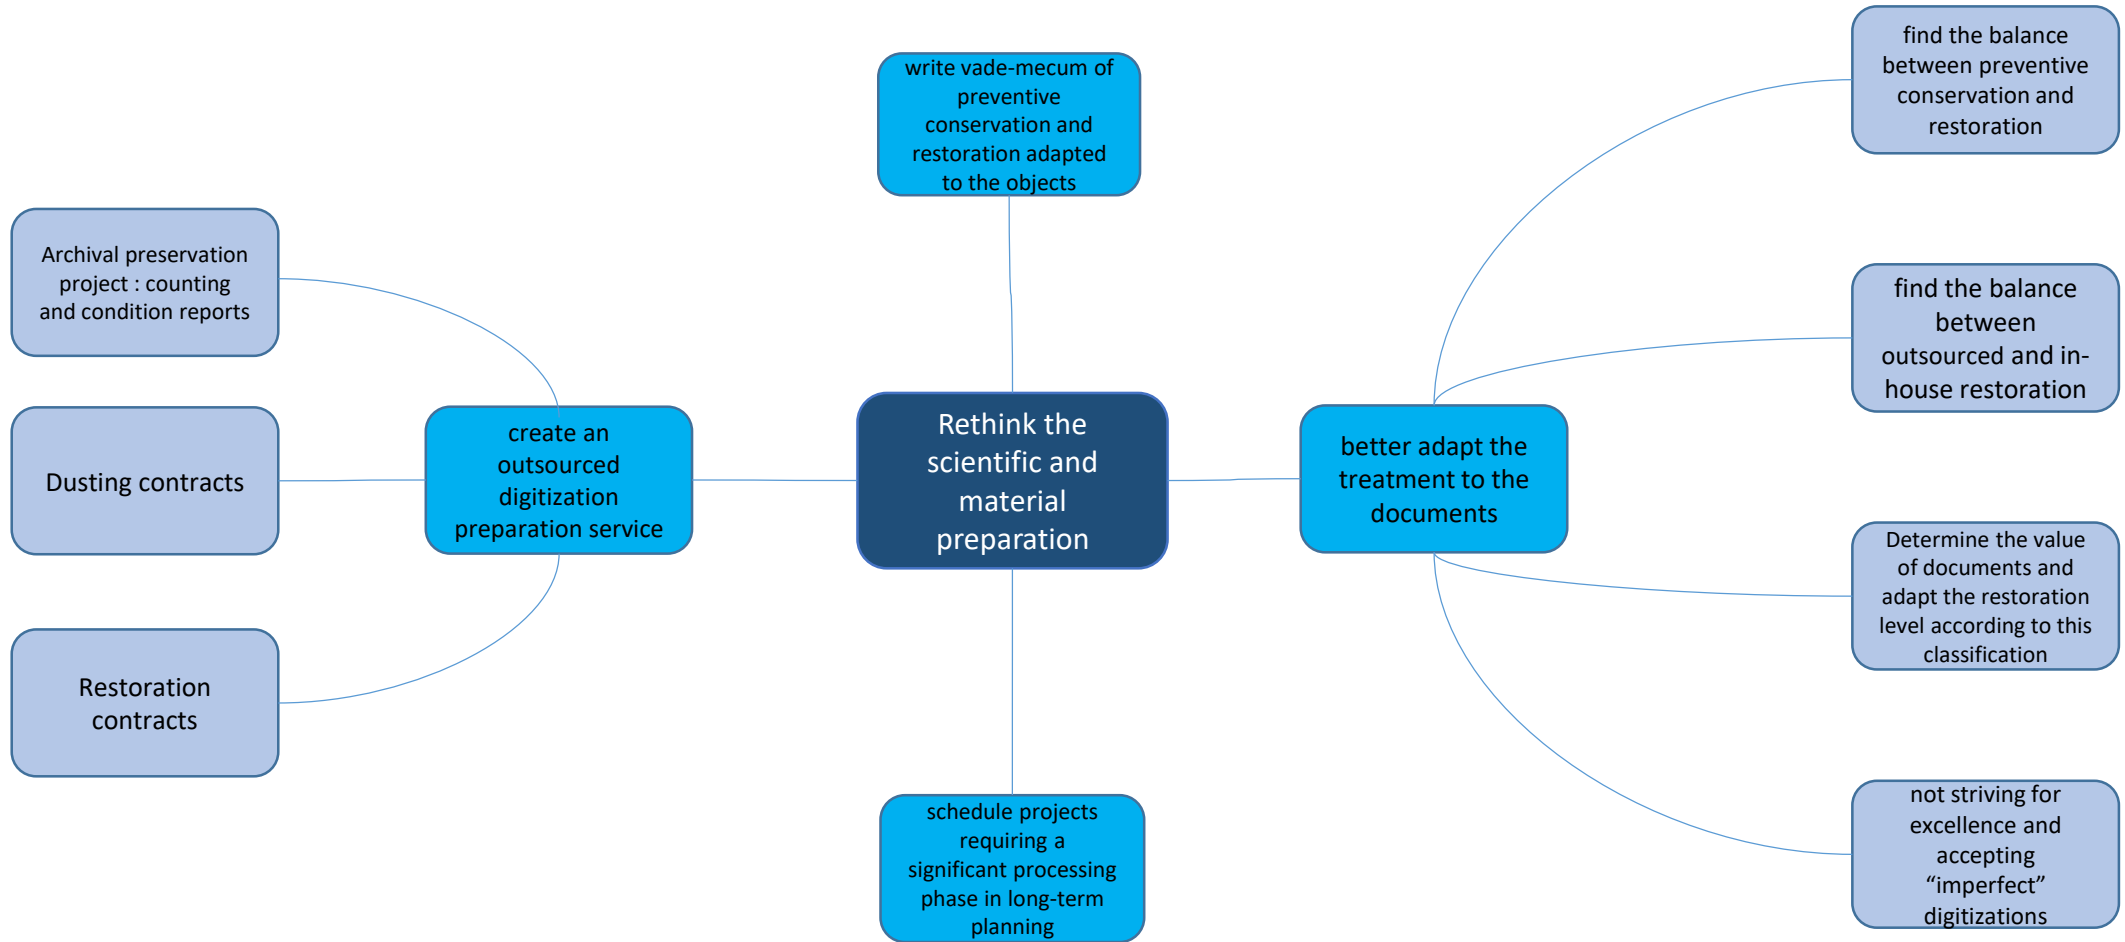 write vade-mecum of
preventive
conservation and
restoration adapted
to the objects
Archival preservation
project : counting
and condition reports
Dusting contracts
Restoration
contracts
create an
outsourced
digitization
preparation service
Rethink the
scientific and
material
preparation
schedule projects
requiring a
significant processing
phase in long-term
planning
better adapt the
treatment to the
documents
find the balance
between preventive
conservation and
restoration
find the balance
between
outsourced and in-
house restoration
Determine the value
of documents and
adapt the restoration
level according to this
classification
not striving for
excellence and
accepting
“imperfect”
digitizations